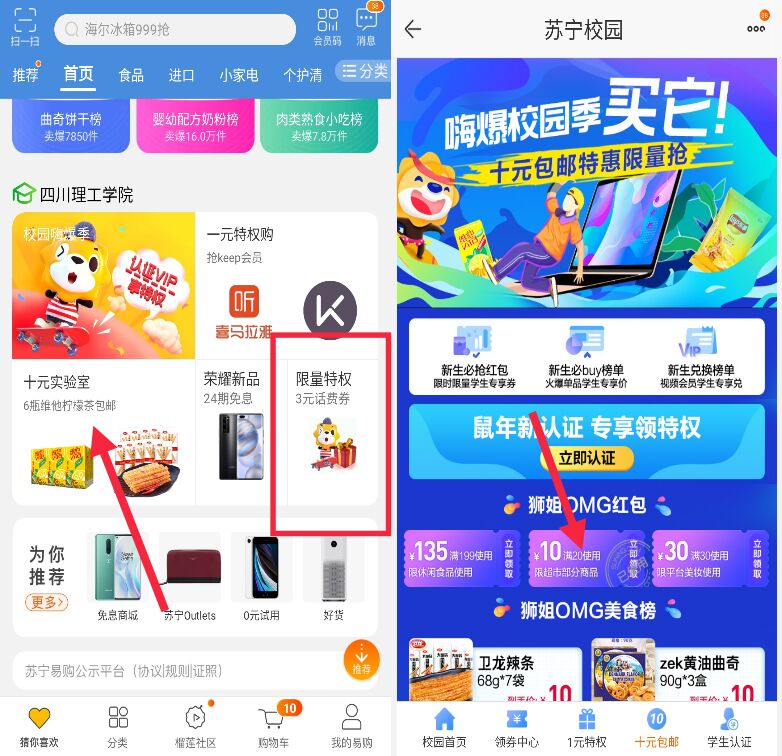 扫一扫
海尔冰箱999抢
会员码
消息
38
推荐
首页
食品
进口
小家电
个护清
分类
曲奇饼干榜
卖爆7850件
婴幼配方奶粉榜
卖爆16.0万件
肉类熟食小吃榜
卖爆7.8万件
四川理工学院
校园嗨爆季
认证VIP
享特权
一元特权购
抢keep会员
听
喜马拉雅
十元实验室
6瓶维他柠檬茶包邮
荣耀新品
24期免息
限量特权
3元话费券
为你
推荐
更多>
免息商城
苏宁Outlets
0元试用
好货
苏宁易购公示平台（协议|规则|证照）
推荐
10
猜你喜欢
分类
榴莲社区
购物车
我的易购
苏宁校园
38
嗨爆校园季买它!
十元包邮特惠限量抢
新生必抢红包
限时限量学生专享券
新生必buy榜单
火爆单品学生专享价
VIP
新生兑换榜单
视频会员学生专享兑
鼠年新认证 专享领特权
立即认证
狮姐OMG红包
¥135 满199使用
限休闲食品使用
立即领取
¥10 满20使用
限超市部分商品
立即领取
¥30 满30使用
限平台美妆使用
立即领取
狮姐OMG美食榜
卫龙辣条
68g*7袋
到手价: ¥10
zek黄油曲奇
90g*3盒
到手价: ¥10
校园首页
领券中心
1元特权
10
十元包邮
学生认证